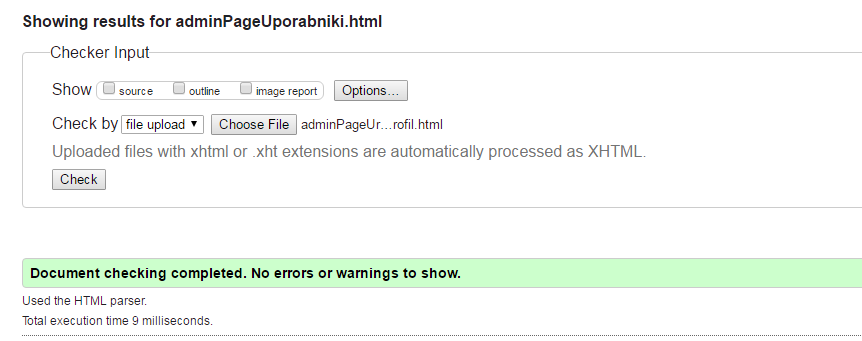 Showing results for adminPageUporabniki.html
Checker Input
Show source outline image report Options...
Check by file upload ▼ Choose File adminPageUr...rofil.html
Uploaded files with xhtml or .xht extensions are automatically processed as XHTML.
Check
Document checking completed. No errors or warnings to show.
Used the HTML parser.
Total execution time 9 milliseconds.